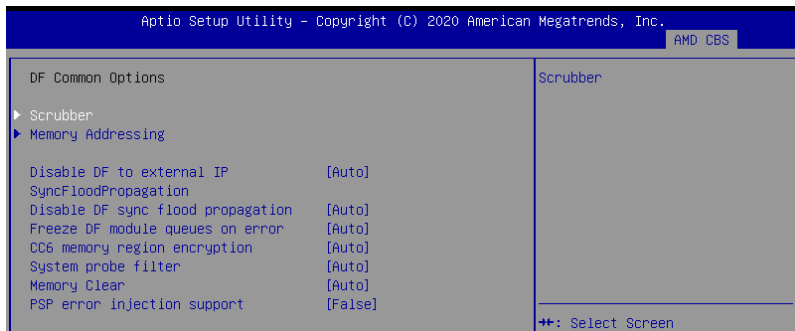 Aptio Setup Utility – Copyright (C) 2020 American Megatrends, Inc.
AMD CBS
DF Common Options
Scrubber
Scrubber
Memory Addressing
Disable DF to external IP [Auto]
SyncFloodPropagation
Disable DF sync flood propagation [Auto]
Freeze DF module queues on error [Auto]
CC6 memory region encryption [Auto]
System probe filter [Auto]
Memory Clear [Auto]
PSP error injection support [False]
→←: Select Screen